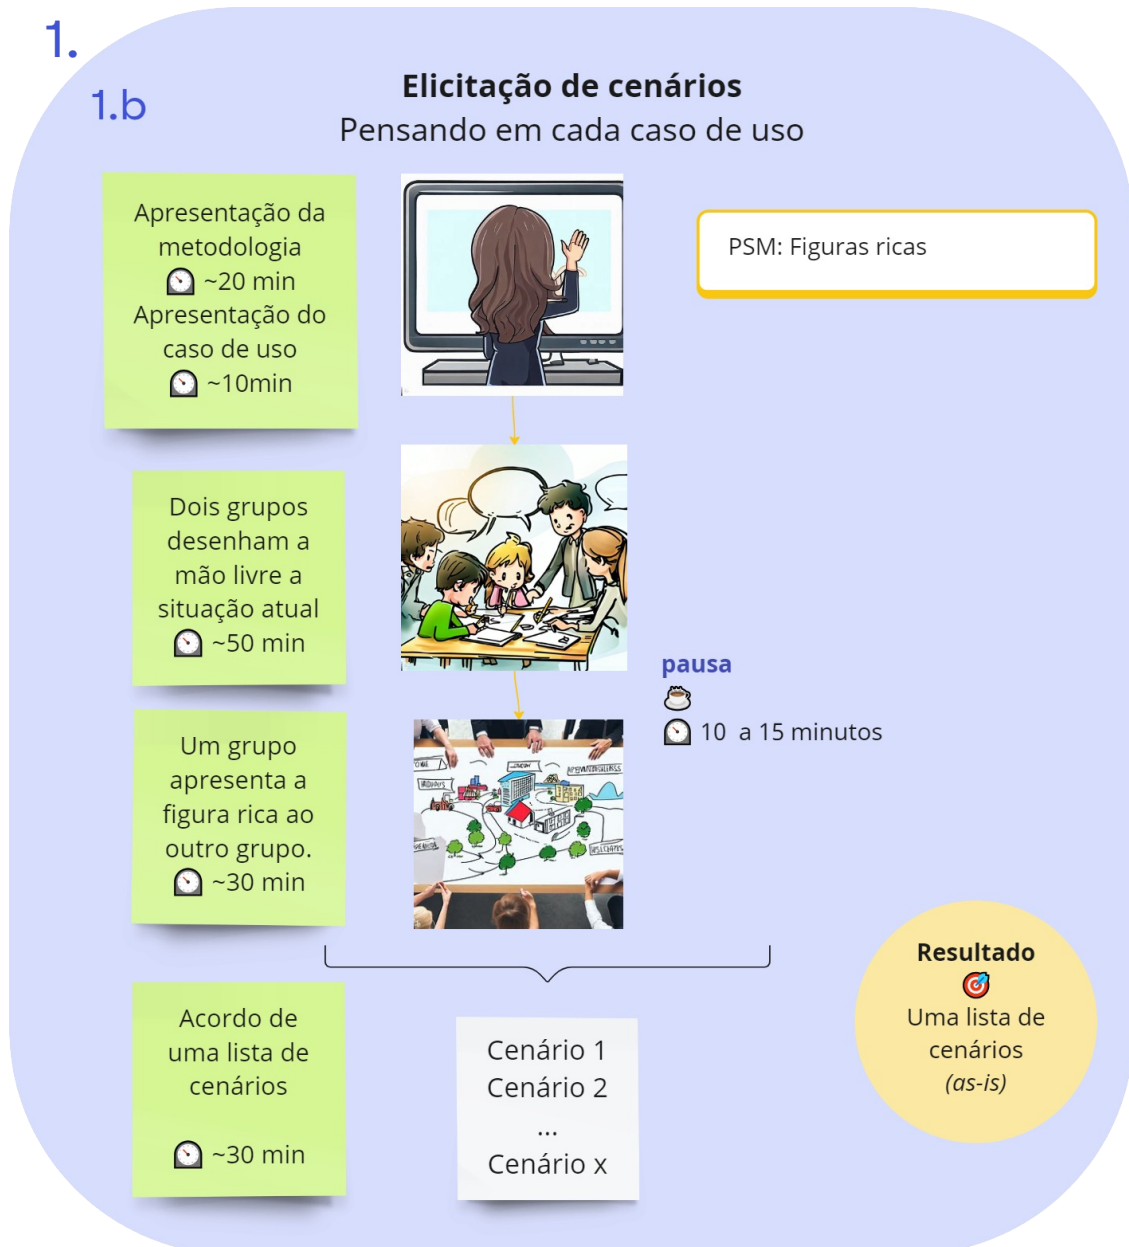 1.
1.b
Elicitação de cenários
Pensando em cada caso de uso
Apresentação da
metodologia
~20 min
Apresentação do
caso de uso
~10min
PSM: Figuras ricas
Dois grupos
desenham a
mão livre a
situação atual
~50 min
pausa
10 a 15 minutos
Um grupo
apresenta a
figura rica ao
outro grupo.
~30 min
Acordo de
uma lista de
cenários
~30 min
Cenário 1
Cenário 2
...
Cenário x
Resultado
Uma lista de
cenários
(as-is)